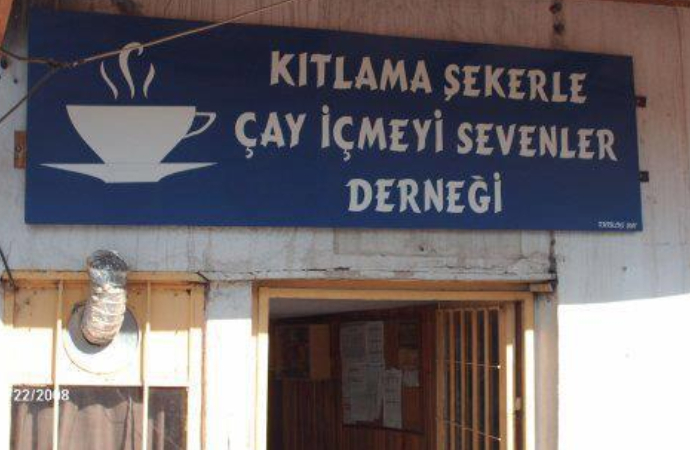 KITLAMA ŞEKERLE
ÇAY İÇMEYİ SEVENLER
DERNEĞİ
22/2008